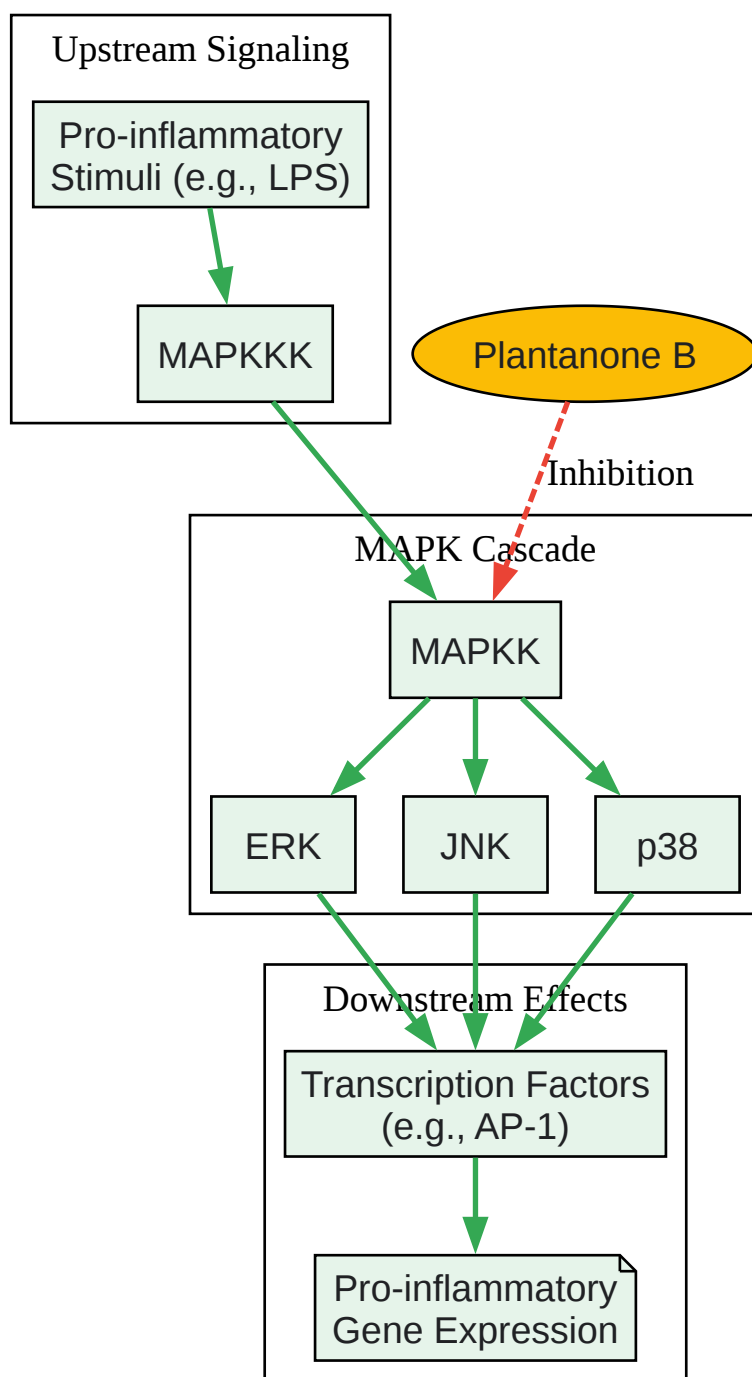 Upstream Signaling
Pro-inflammatory
Stimuli (e.g., LPS)
MAPKKK
Plantanone B
Inhibition
MAPK Cascade
MAPKK
ERK
JNK
p38
Downstream Effects
Transcription Factors
(e.g., AP-1)
Pro-inflammatory
Gene Expression